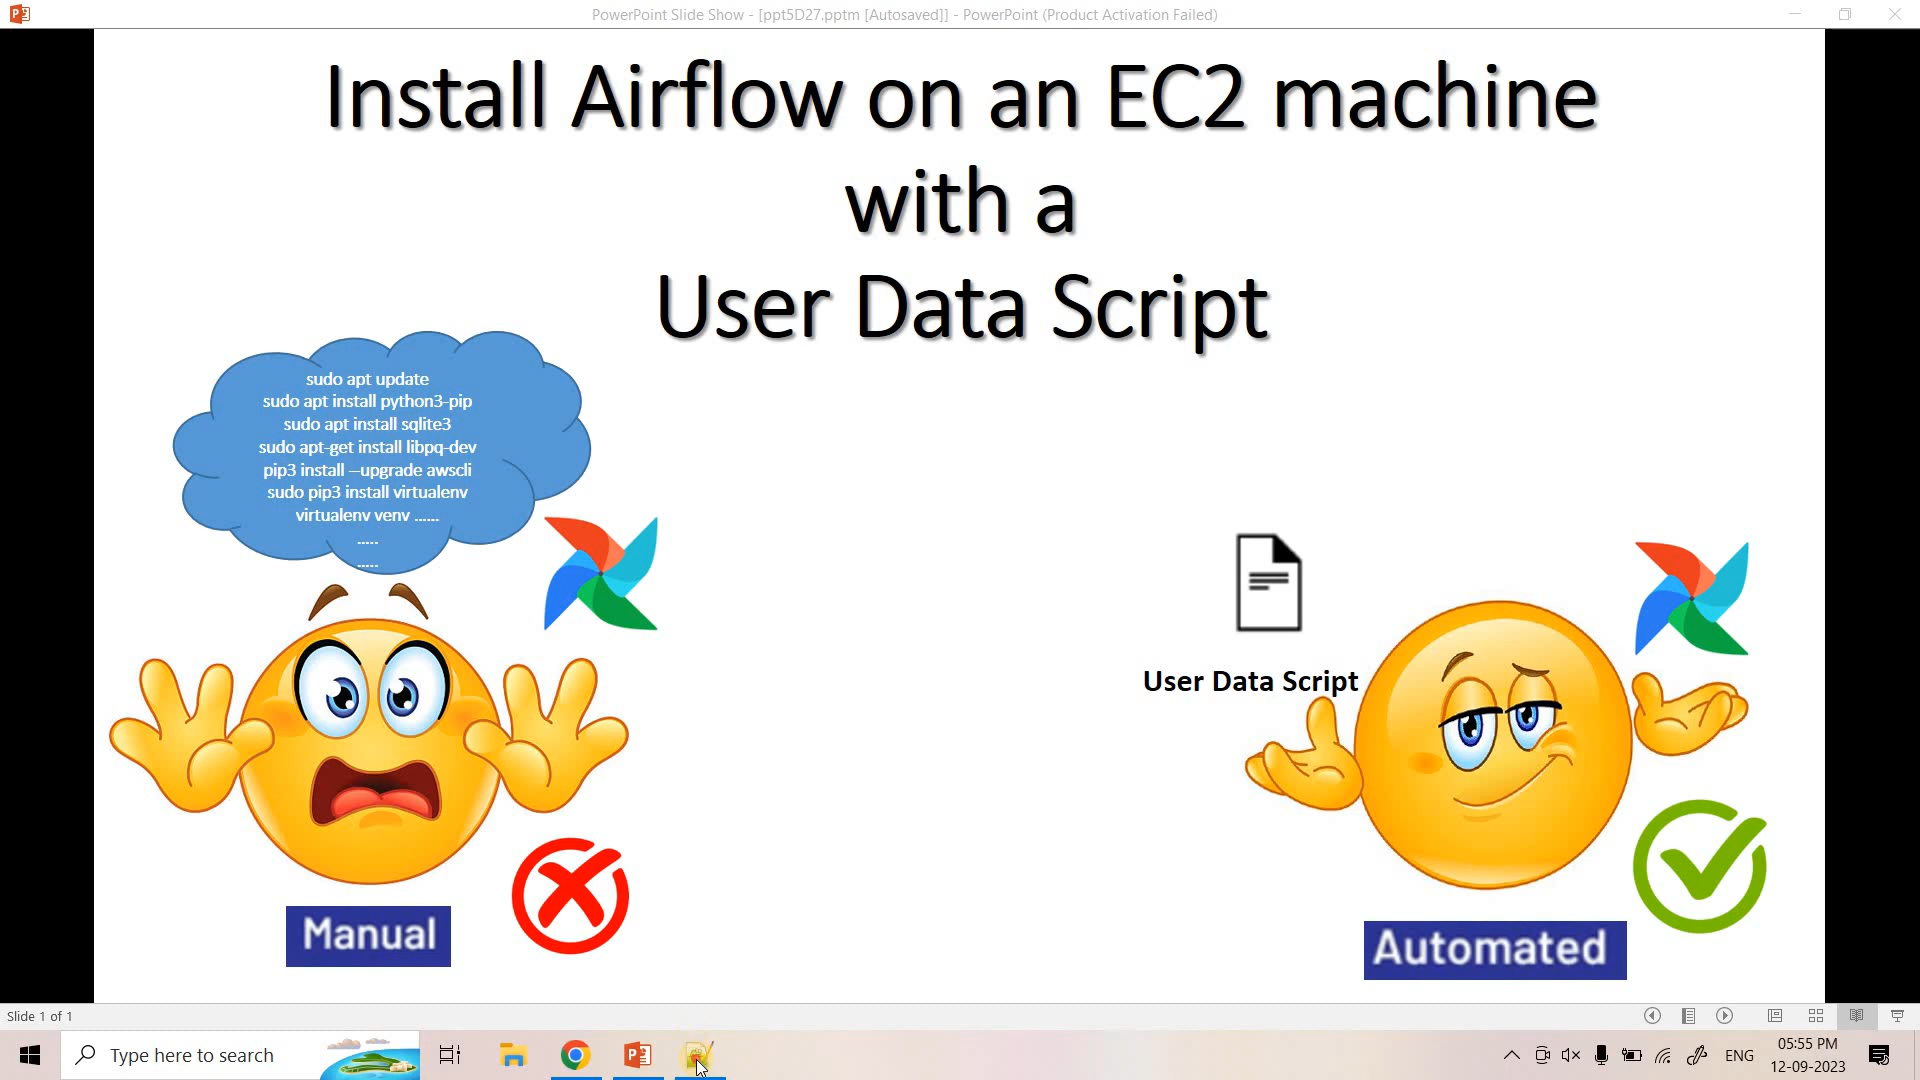 PowerPoint Slide Show - [ppt5D27.pptm [Autosaved]] - PowerPoint (Product Activation Failed)
Install Airflow on an EC2 machine
with a
User Data Script
sudo apt update
sudo apt install python3-pip
sudo apt install sqlite3
sudo apt-get install libpq-dev
pip3 install –upgrade awscli
sudo pip3 install virtualenv
virtualenv venv ......
.....
.....
User Data Script
Manual
Automated
Slide 1 of 1
Type here to search
ENG
05:55 PM
12-09-2023